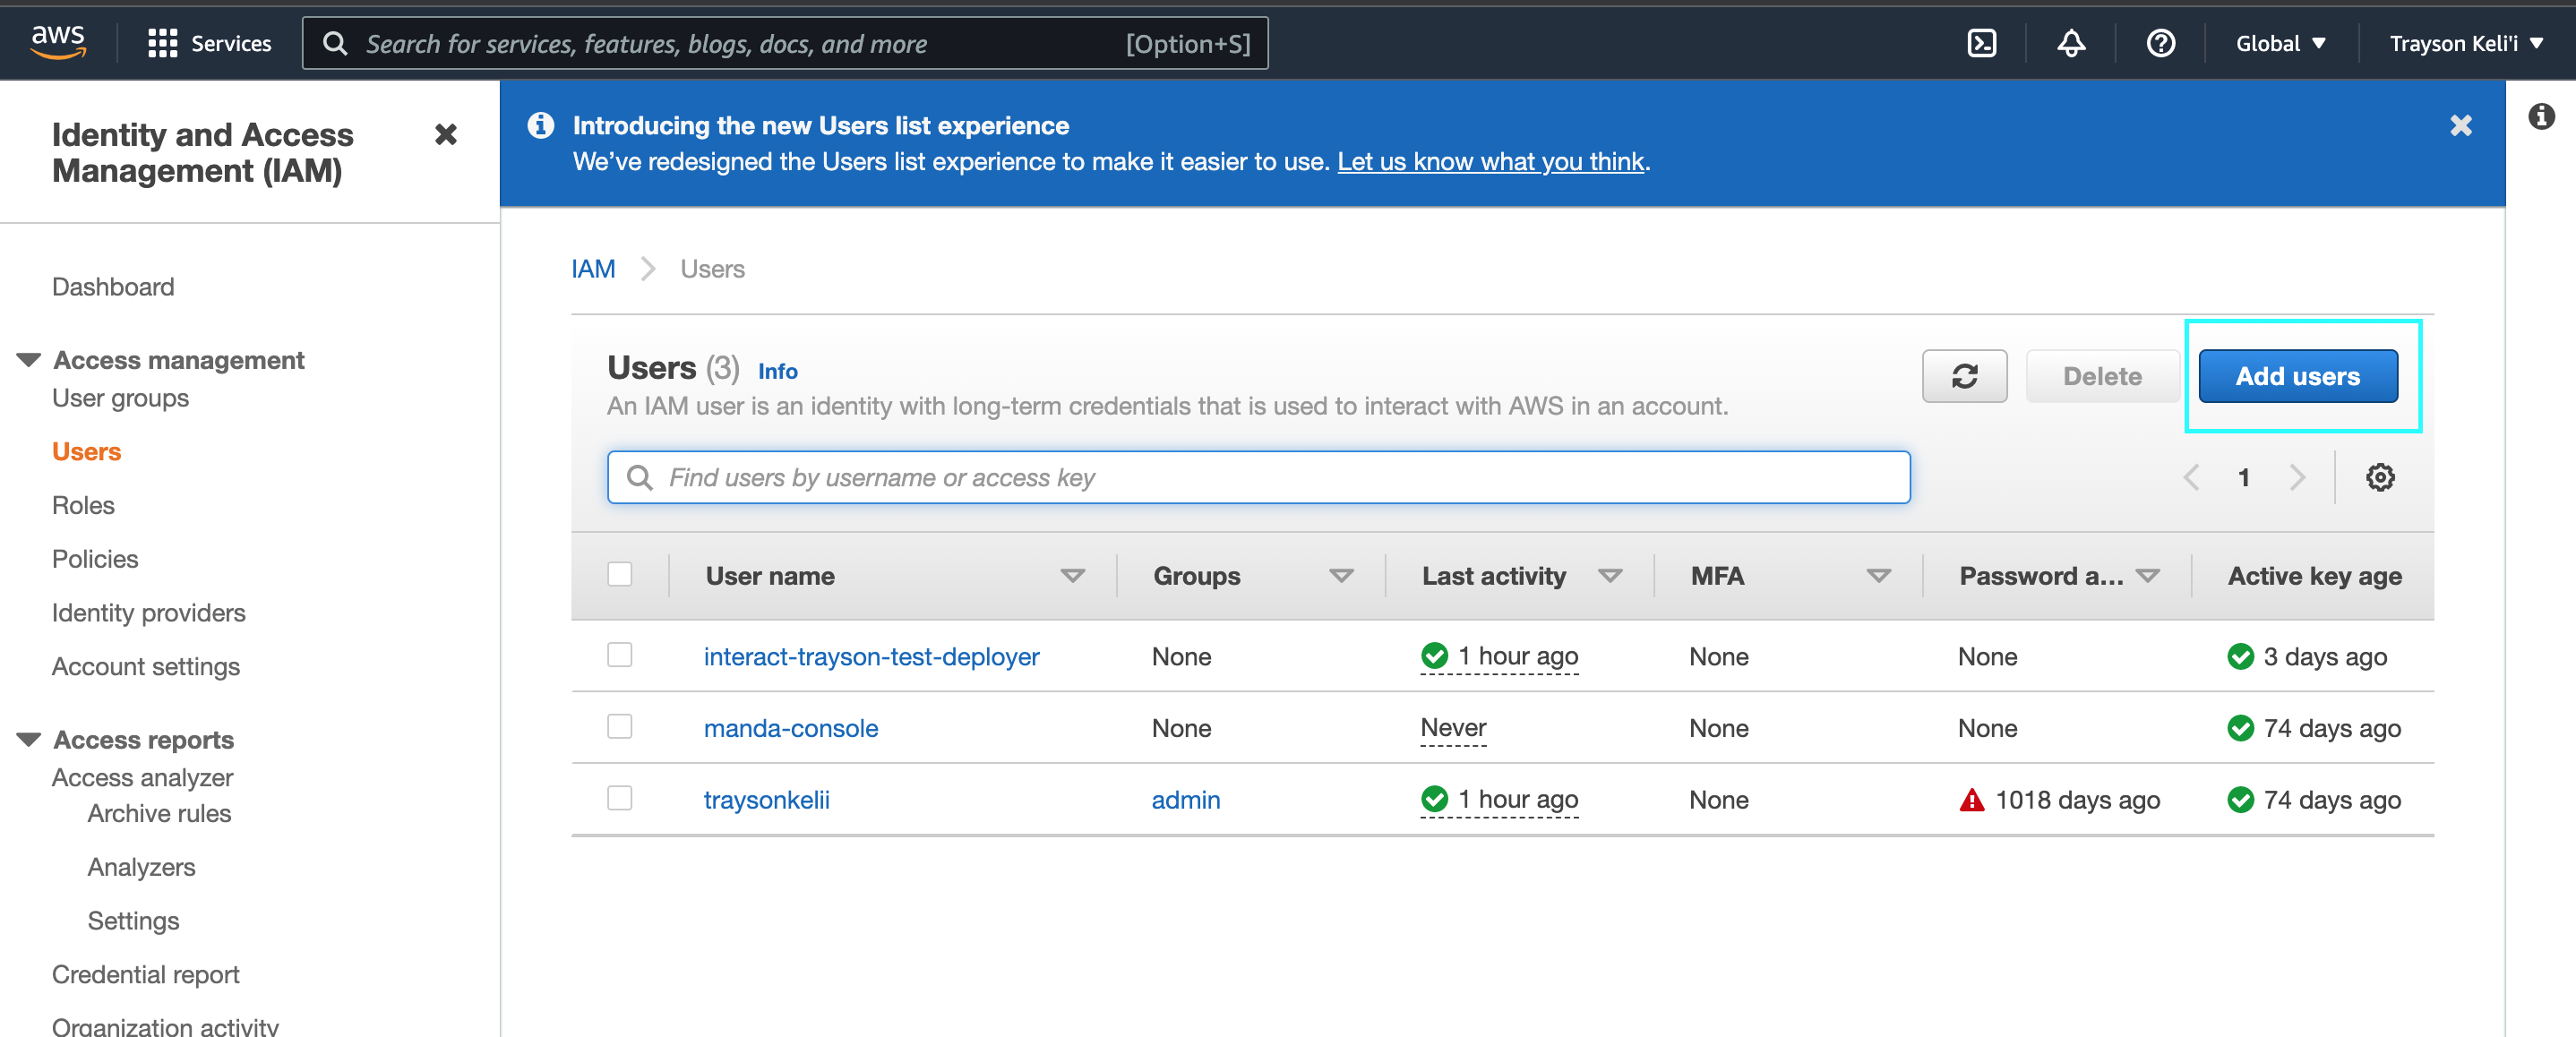 aws
Services
Search for services, features, blogs, docs, and more [Option+S]
Global
Trayson Keli'i
Identity and Access
Management (IAM)
Dashboard
Access management
User groups
Users
Roles
Policies
Identity providers
Account settings
Access reports
Access analyzer
Archive rules
Analyzers
Settings
Credential report
Organization activity
Introducing the new Users list experience
We've redesigned the Users list experience to make it easier to use. Let us know what you think.
IAM > Users
Users (3) Info
An IAM user is an identity with long-term credentials that is used to interact with AWS in an account.
Delete
Add users
Find users by username or access key
1
User name Groups Last activity MFA Password a... Active key age
interact-trayson-test-deployer None 1 hour ago None None 3 days ago
manda-console None Never None None 74 days ago
traysonkelii admin 1 hour ago None 1018 days ago 74 days ago